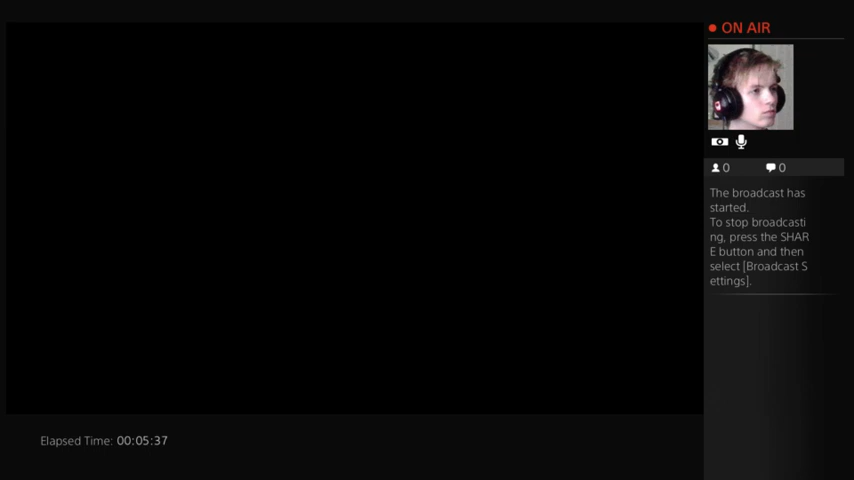 ON AIR
0 0
The broadcast has
started.
To stop broadcasti
ng, press the SHAR
E button and then
select [Broadcast S
ettings].
Elapsed Time: 00:05:37